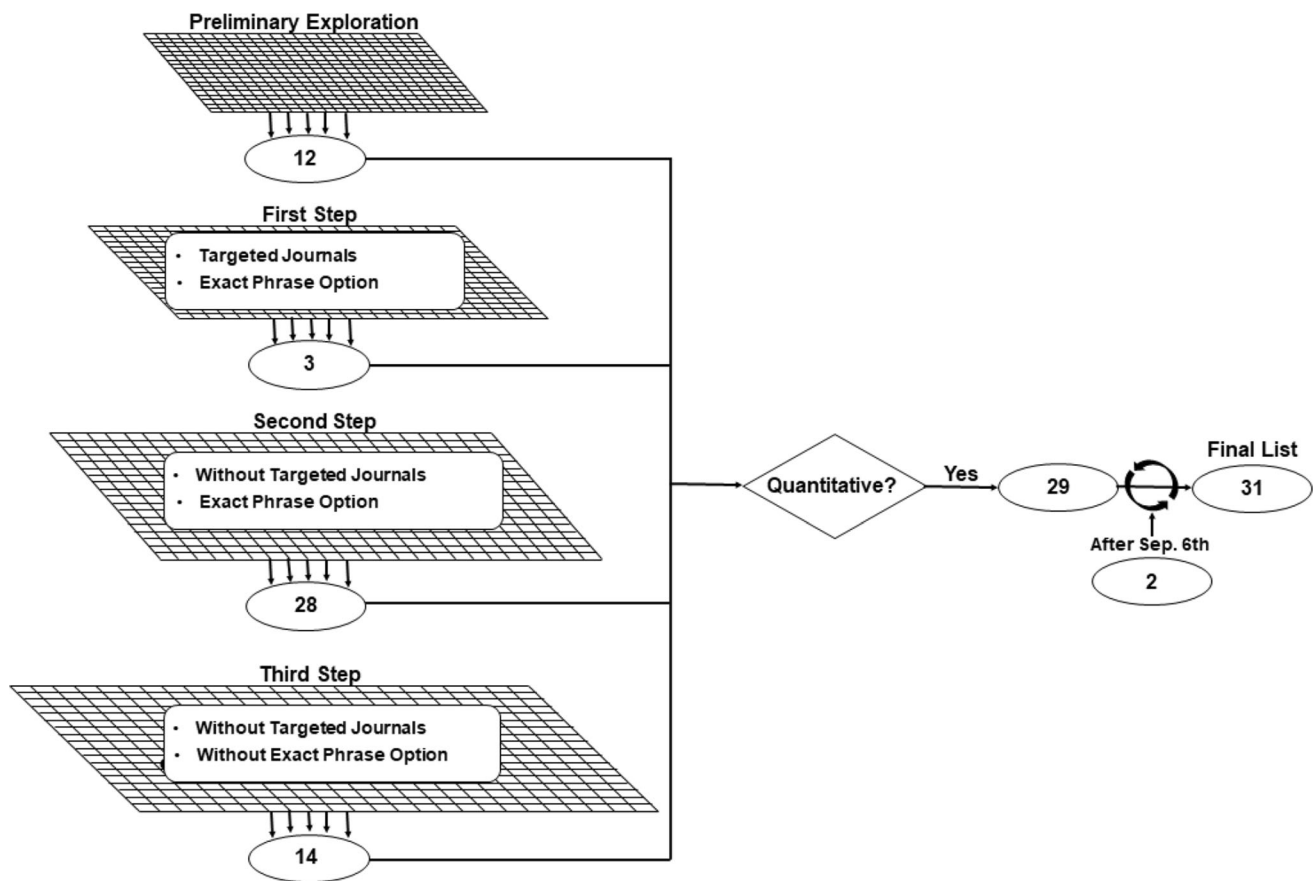 Preliminary Exploration
12
First Step
• Targeted Journals
• Exact Phrase Option
3
Second Step
• Without Targeted Journals
• Exact Phrase Option
28
Third Step
• Without Targeted Journals
• Without Exact Phrase Option
14
Quantitative?
Yes
29
After Sep. 6th
2
Final List
31